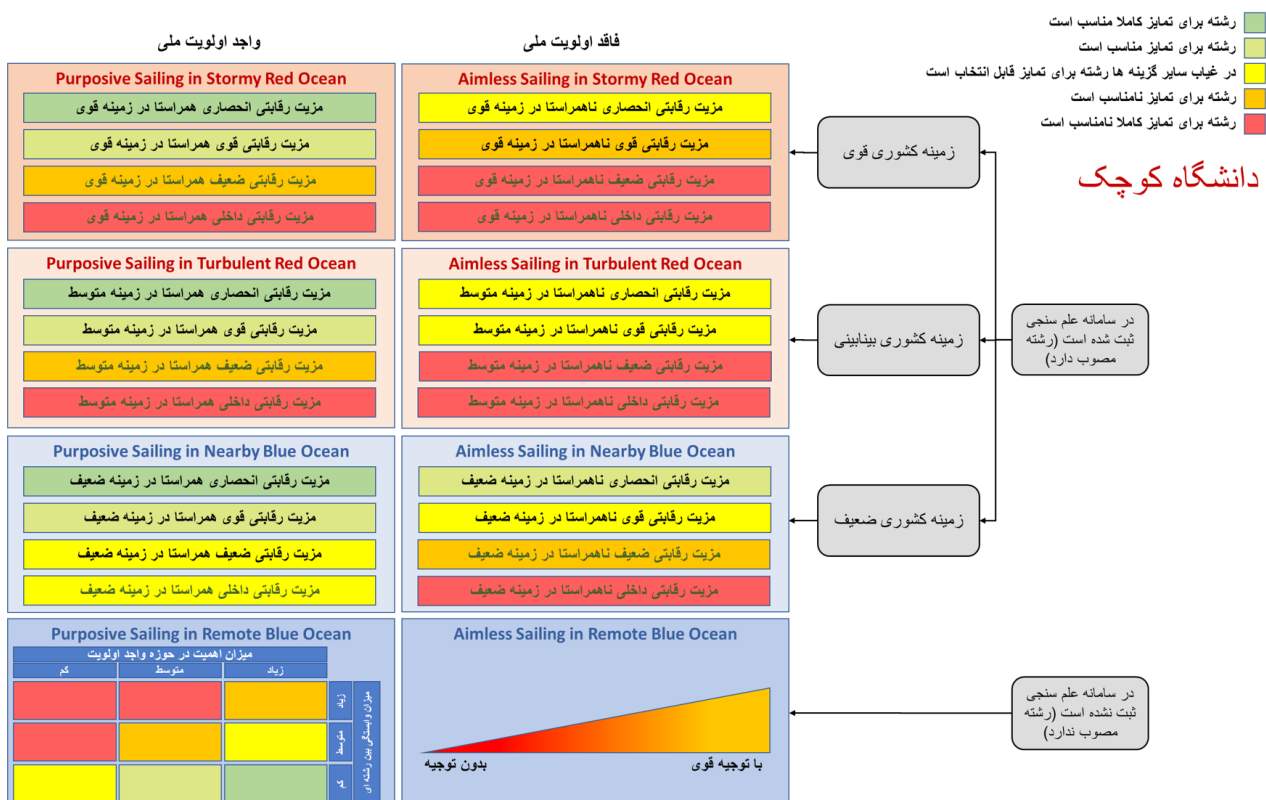 رشته برای تمایز کاملا مناسب است
رشته برای تمایز مناسب است
در غیاب سایر گزینه ها رشته برای تمایز قابل انتخاب است
رشته برای تمایز نامناسب است
رشته برای تمایز کاملا نامناسب است
دانشگاه کوچک
فاقد اولویت ملی
واجد اولویت ملی
در سامانه علم سنجی
ثبت شده است (رشته
مصوب دارد)
زمینه کشوری قوی
Aimless Sailing in Stormy Red Ocean
مزیت رقابتی انحصاری ناهمراستا در زمینه قوی
مزیت رقابتی قوی ناهمراستا در زمینه قوی
مزیت رقابتی ضعیف ناهمراستا در زمینه قوی
مزیت رقابتی داخلی ناهمراستا در زمینه قوی
Purposive Sailing in Stormy Red Ocean
مزیت رقابتی انحصاری همراستا در زمینه قوی
مزیت رقابتی قوی همراستا در زمینه قوی
مزیت رقابتی ضعیف همراستا در زمینه قوی
مزیت رقابتی داخلی همراستا در زمینه قوی
زمینه کشوری بینابینی
Aimless Sailing in Turbulent Red Ocean
مزیت رقابتی انحصاری ناهمراستا در زمینه متوسط
مزیت رقابتی قوی ناهمراستا در زمینه متوسط
مزیت رقابتی ضعیف ناهمراستا در زمینه متوسط
مزیت رقابتی داخلی ناهمراستا در زمینه متوسط
Purposive Sailing in Turbulent Red Ocean
مزیت رقابتی انحصاری همراستا در زمینه متوسط
مزیت رقابتی قوی همراستا در زمینه متوسط
مزیت رقابتی ضعیف همراستا در زمینه متوسط
مزیت رقابتی داخلی همراستا در زمینه متوسط
زمینه کشوری ضعیف
Aimless Sailing in Nearby Blue Ocean
مزیت رقابتی انحصاری ناهمراستا در زمینه ضعیف
مزیت رقابتی قوی ناهمراستا در زمینه ضعیف
مزیت رقابتی ضعیف ناهمراستا در زمینه ضعیف
مزیت رقابتی داخلی ناهمراستا در زمینه ضعیف
Purposive Sailing in Nearby Blue Ocean
مزیت رقابتی انحصاری همراستا در زمینه ضعیف
مزیت رقابتی قوی همراستا در زمینه ضعیف
مزیت رقابتی ضعیف همراستا در زمینه ضعیف
مزیت رقابتی داخلی همراستا در زمینه ضعیف
در سامانه علم سنجی
ثبت نشده است (رشته
مصوب ندارد)
Aimless Sailing in Remote Blue Ocean
با توجیه قوی
بدون توجیه
Purposive Sailing in Remote Blue Ocean
میزان اهمیت در حوزه واجد اولویت
زیاد
متوسط
کم
میزان وابستگی بین رشته ای
زیاد
متوسط
کم